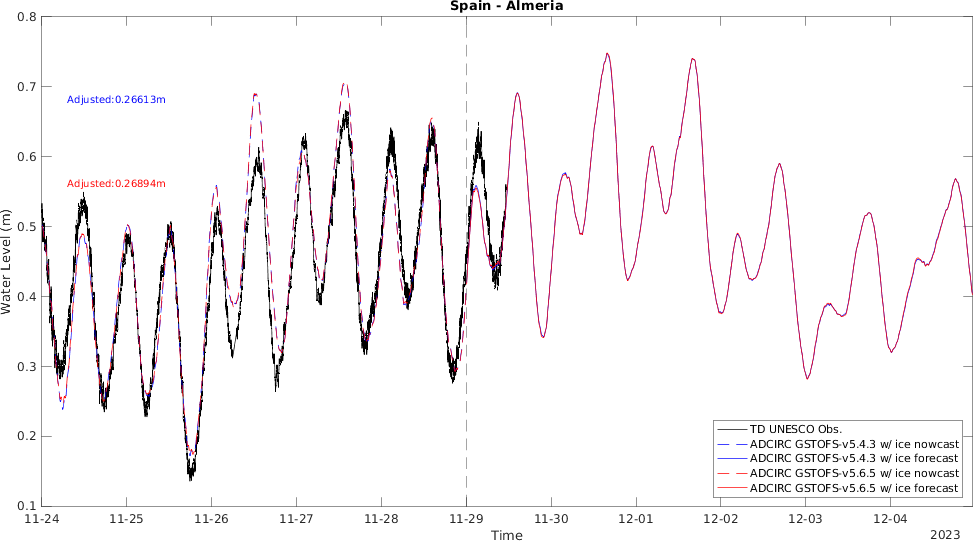 Spain - Almeria
0.8
0.7
0.6
0.5
0.4
0.3
0.2
0.1
Water Level (m)
Adjusted:0.26613m
Adjusted:0.26894m
TD UNESCO Obs.
ADCIRC GSTOFS-v5.4.3 w/ ice nowcast
ADCIRC GSTOFS-v5.4.3 w/ ice forecast
ADCIRC GSTOFS-v5.6.5 w/ ice nowcast
ADCIRC GSTOFS-v5.6.5 w/ ice forecast
11-24 11-25 11-26 11-27 11-28 11-29 11-30 12-01 12-02 12-03 12-04
Time
2023